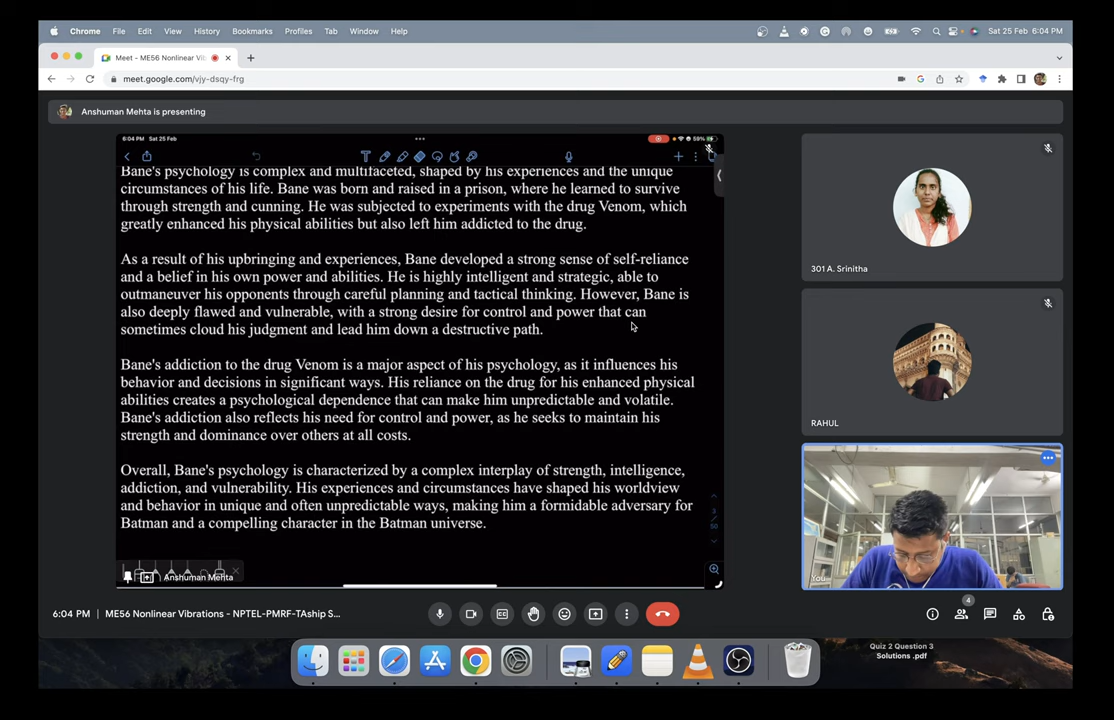 Chrome File Edit View History Bookmarks Profiles Tab Window Help
Sat 25 Feb 6:04 PM
Meet - ME56 Nonlinear Vib
meet.google.com/vjy-dsqy-frg
Anshuman Mehta is presenting
6:04 PM Sat 25 Feb
59%
Bane's psychology is complex and multifaceted, shaped by his experiences and the unique
circumstances of his life. Bane was born and raised in a prison, where he learned to survive
through strength and cunning. He was subjected to experiments with the drug Venom, which
greatly enhanced his physical abilities but also left him addicted to the drug.
As a result of his upbringing and experiences, Bane developed a strong sense of self-reliance
and a belief in his own power and abilities. He is highly intelligent and strategic, able to
outmaneuver his opponents through careful planning and tactical thinking. However, Bane is
also deeply flawed and vulnerable, with a strong desire for control and power that can
sometimes cloud his judgment and lead him down a destructive path.
Bane's addiction to the drug Venom is a major aspect of his psychology, as it influences his
behavior and decisions in significant ways. His reliance on the drug for his enhanced physical
abilities creates a psychological dependence that can make him unpredictable and volatile.
Bane's addiction also reflects his need for control and power, as he seeks to maintain his
strength and dominance over others at all costs.
Overall, Bane's psychology is characterized by a complex interplay of strength, intelligence,
addiction, and vulnerability. His experiences and circumstances have shaped his worldview
and behavior in unique and often unpredictable ways, making him a formidable adversary for
Batman and a compelling character in the Batman universe.
3
/
50
Anshuman Mehta
301 A. Srinitha
RAHUL
You
6:04 PM | ME56 Nonlinear Vibrations - NPTEL-PMRF-TAship S...
4
Quiz 2 Question 3
Solutions .pdf